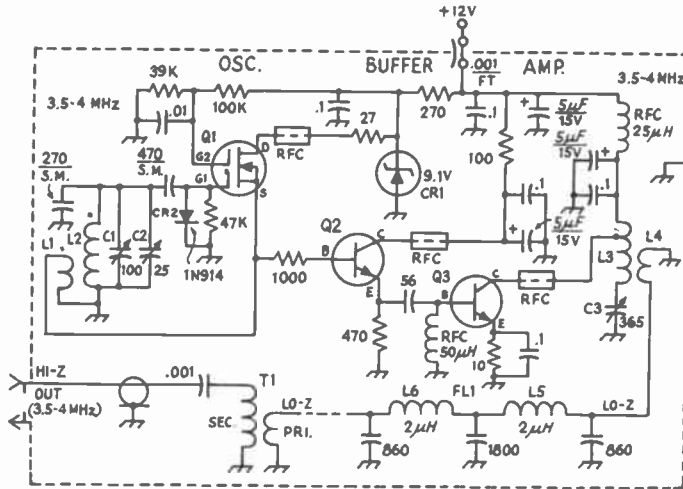 +12V
39K
OSC.
BUFFER
.001
FT
AMP.
3.5-4 MHz
100K
.01
.1
270
.1
+
5µF
15V
3.5-4 MHz
RFC
25µH
Q1
27
100
5µF
15V
+
270
S.M.
470
S.M.
G2
D
RFC
G1
S
9.1V
CR1
.1
.1
+
5µF
15V
CR2
47K
L1
L2
C1
C2
100
25
1N914
Q2
C
RFC
L3
L4
1000
B
E
56
Q3
C
RFC
B
E
C3
365
470
RFC
50µH
10
.1
HI-Z
OUT
(3.5-4 MHz)
.001
T1
SEC.
LO-Z
PRI.
L6
2µH
FL1
L5
2µH
LO-Z
860
1800
860